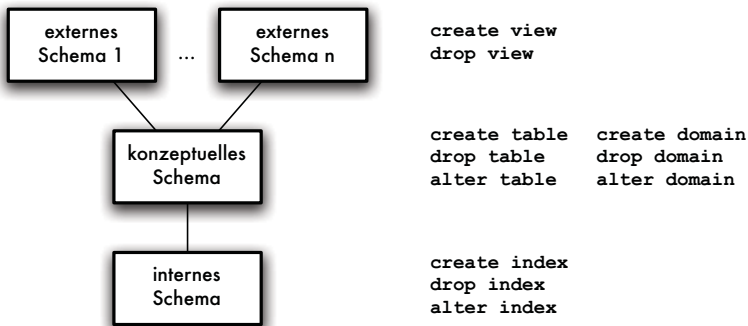 externes
Schema 1
...
externes
Schema n
create view
drop view
konzeptuelles
Schema
create table create domain
drop table drop domain
alter table alter domain
internes
Schema
create index
drop index
alter index